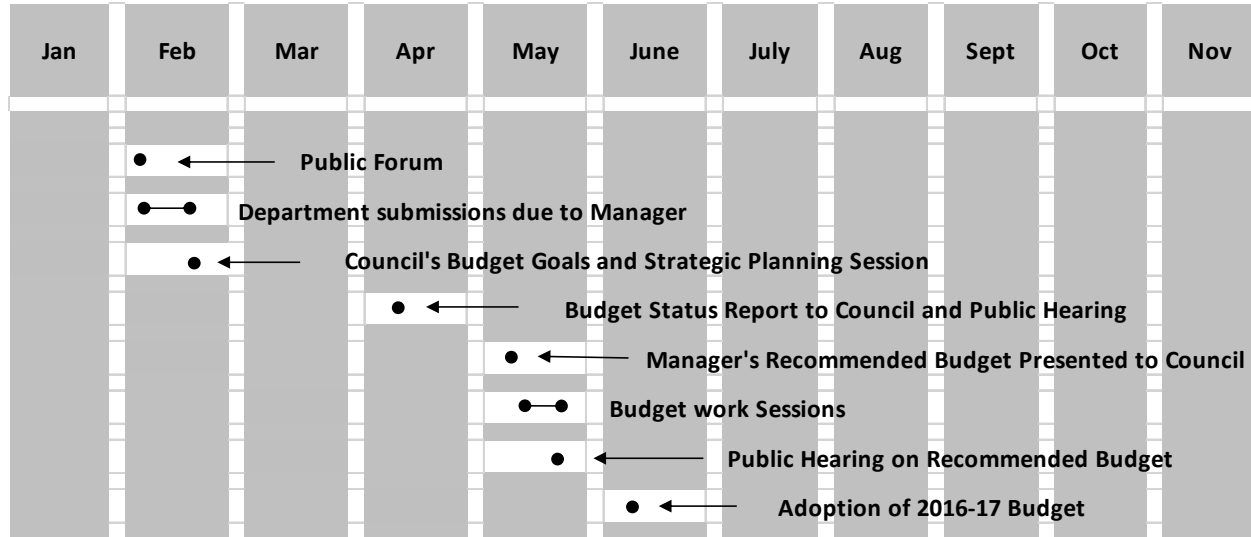 Jan Feb Mar Apr May June July Aug Sept Oct Nov
Public Forum
Department submissions due to Manager
Council's Budget Goals and Strategic Planning Session
Budget Status Report to Council and Public Hearing
Manager's Recommended Budget Presented to Council
Budget work Sessions
Public Hearing on Recommended Budget
Adoption of 2016-17 Budget